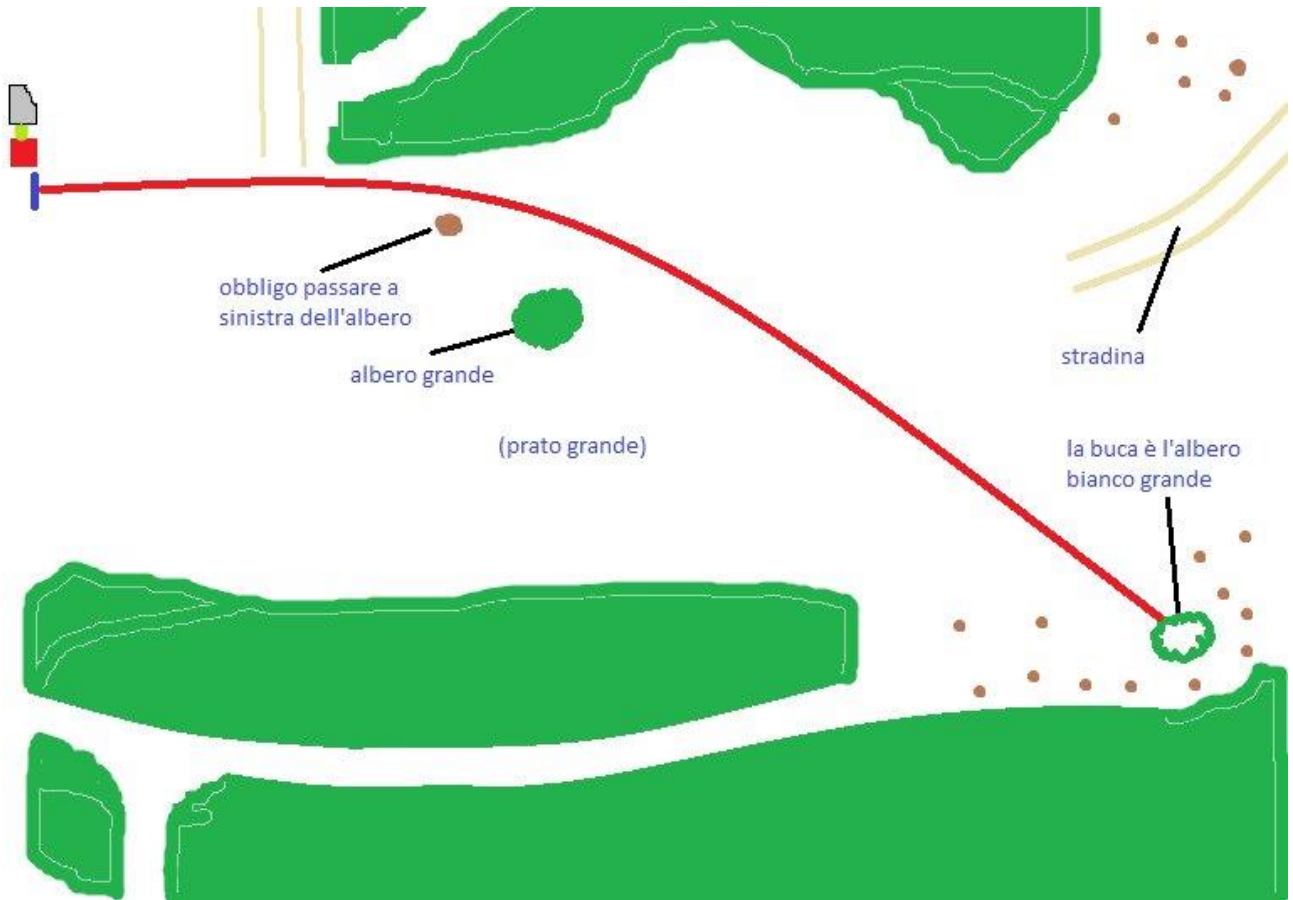 obbligo passare a
sinistra dell'albero
albero grande
stradina
(prato grande)
la buca è l'albero
bianco grande